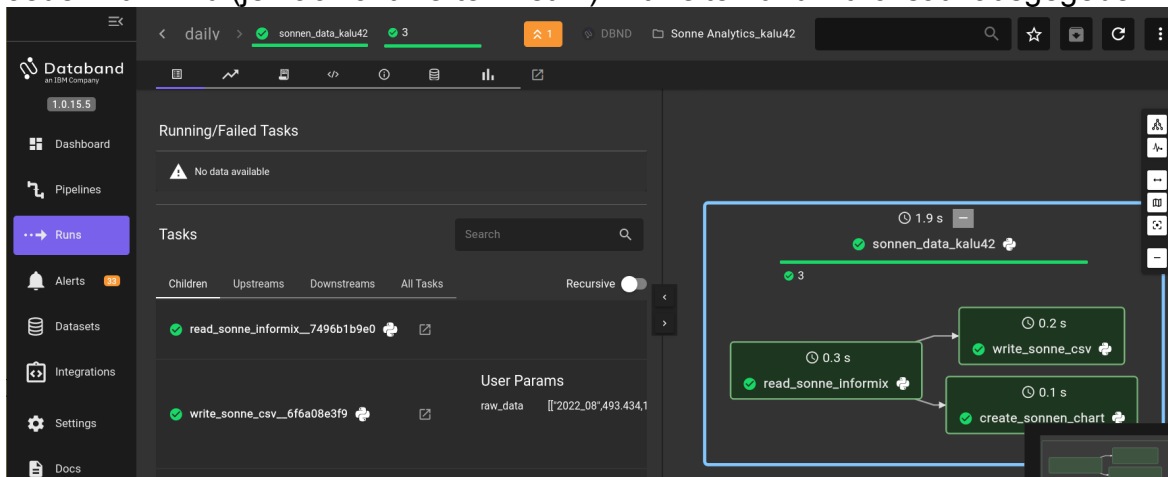 daily > sonnen_data_kalu42 3 1 DBND Sonne Analytics_kalu42
Databand
an IBM Company
1.0.15.5
Dashboard
Pipelines
Runs
Alerts 33
Datasets
Integrations
Settings
Docs
Running/Failed Tasks
No data available
Tasks
Search
Children Upstreams Downstreams All Tasks Recursive
read_sonne_informix__7496b1b9e0
write_sonne_csv__6f6a08e3f9
User Params
raw_data [["2022_08",493.434,1
1.9 s
sonnen_data_kalu42
3
0.3 s
read_sonne_informix
0.2 s
write_sonne_csv
0.1 s
create_sonnen_chart